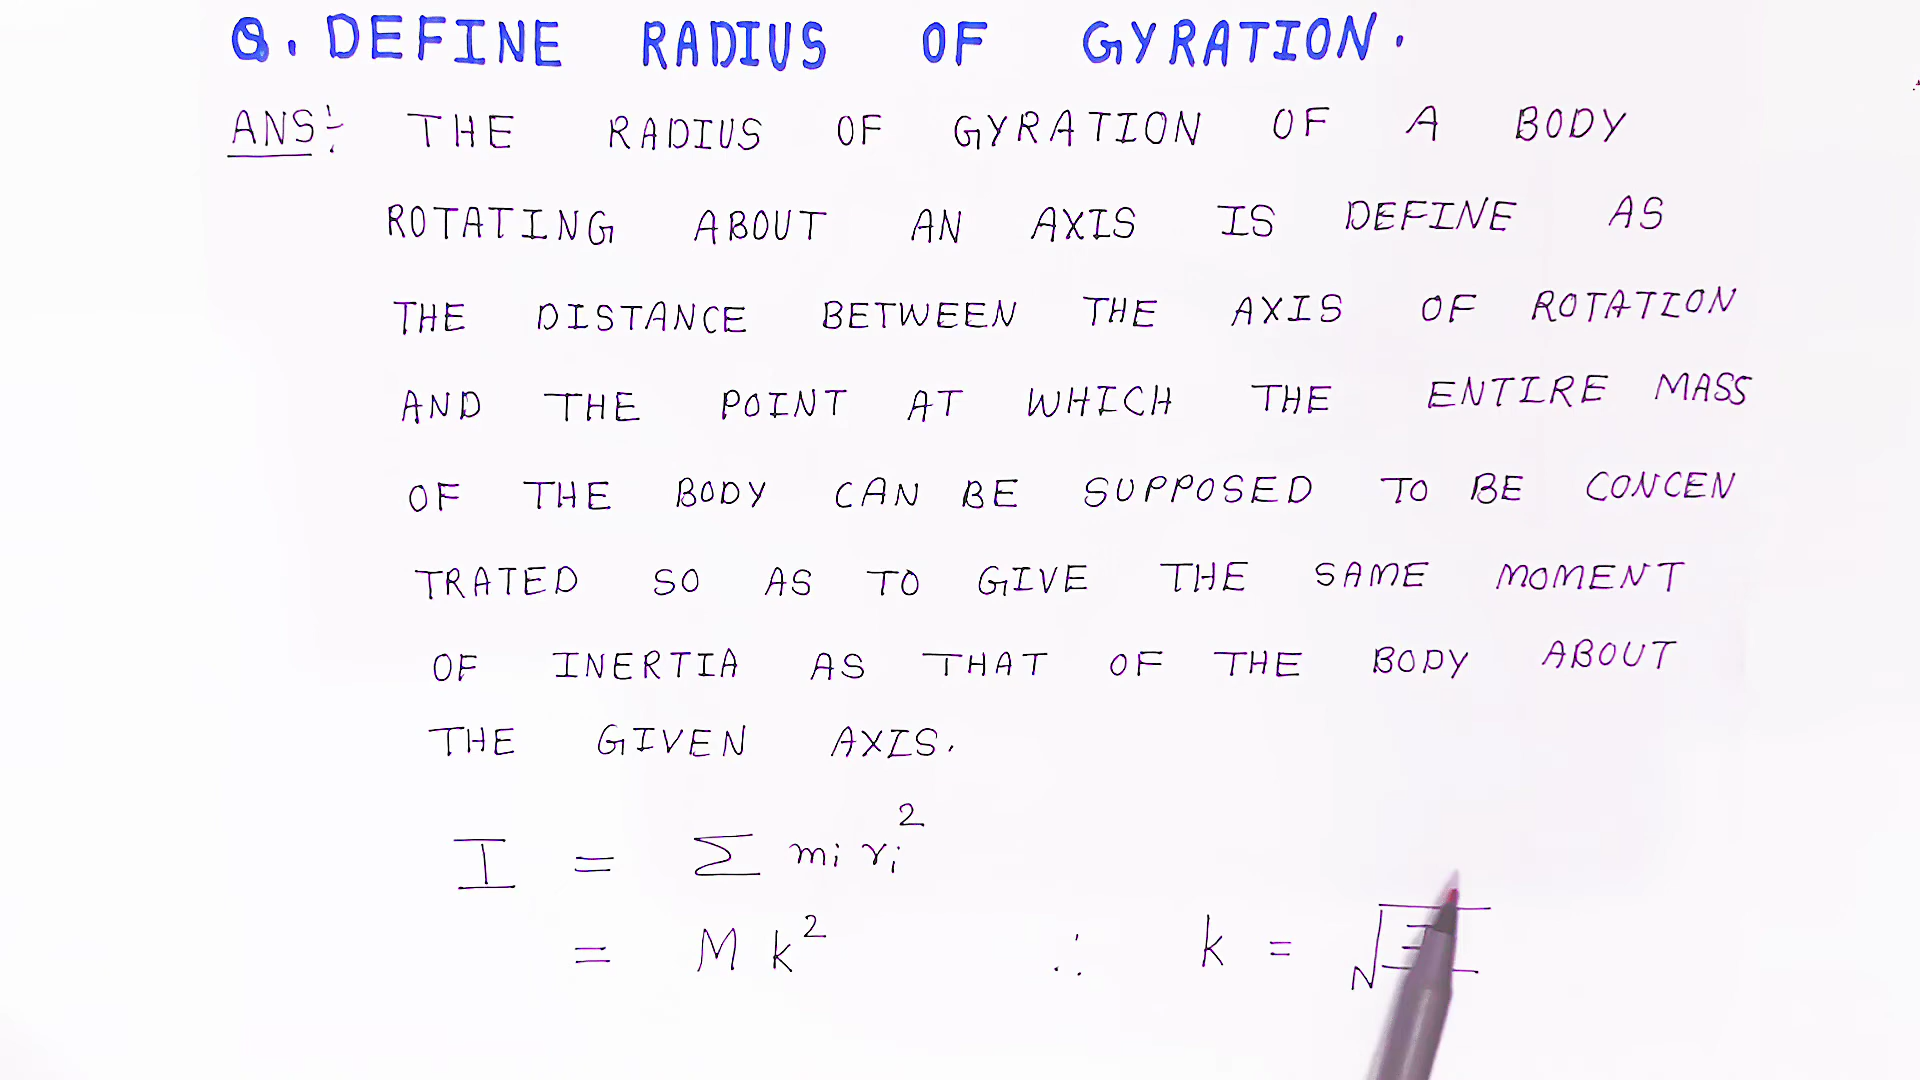 Q. DEFINE RADIUS OF GYRATION.
ANS:- THE RADIUS OF GYRATION OF A BODY
ROTATING ABOUT AN AXIS IS DEFINE AS
THE DISTANCE BETWEEN THE AXIS OF ROTATION
AND THE POINT AT WHICH THE ENTIRE MASS
OF THE BODY CAN BE SUPPOSED TO BE CONCEN
TRATED SO AS TO GIVE THE SAME MOMENT
OF INERTIA AS THAT OF THE BODY ABOUT
THE GIVEN AXIS.
I = Σ mi ri²
= M k² ∴ k = √